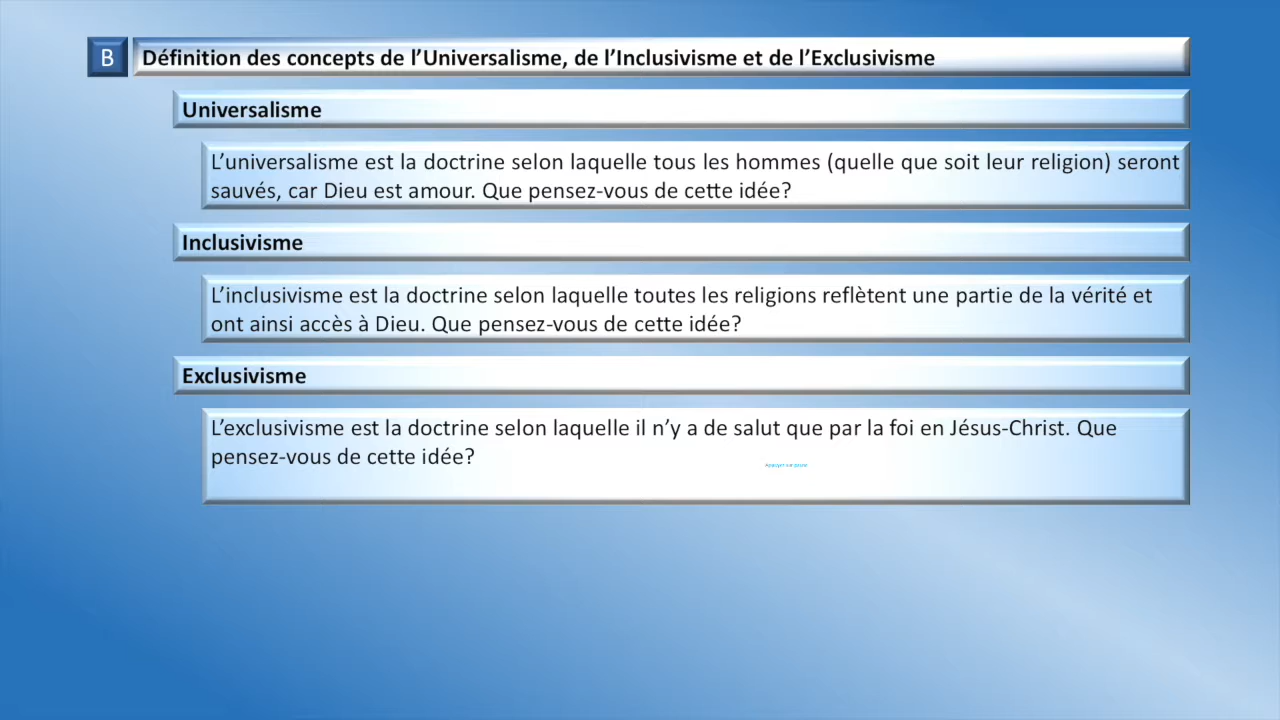 B
Définition des concepts de l’Universalisme, de l’Inclusivisme et de l’Exclusivisme
Universalisme
L’universalisme est la doctrine selon laquelle tous les hommes (quelle que soit leur religion) seront
sauvés, car Dieu est amour. Que pensez-vous de cette idée?
Inclusivisme
L’inclusivisme est la doctrine selon laquelle toutes les religions reflètent une partie de la vérité et
ont ainsi accès à Dieu. Que pensez-vous de cette idée?
Exclusivisme
L’exclusivisme est la doctrine selon laquelle il n’y a de salut que par la foi en Jésus-Christ. Que
pensez-vous de cette idée?
Appuyer sur pause